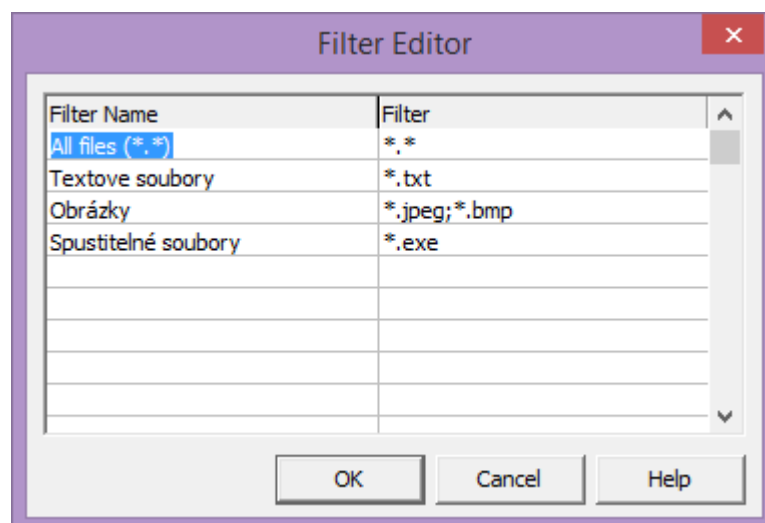 Filter Editor
Filter Name Filter
All files (*.*) *.*
Textove soubory *.txt
Obrázky *.jpeg;*.bmp
Spustitelné soubory *.exe
OK Cancel Help